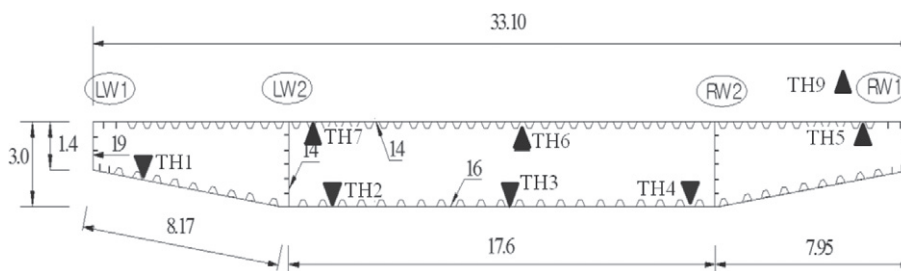 33.10
LW1
LW2
RW2
TH9
RW1
3.0
1.4
19
TH1
14
TH7
14
TH6
TH5
TH2
16
TH3
TH4
8.17
17.6
7.95